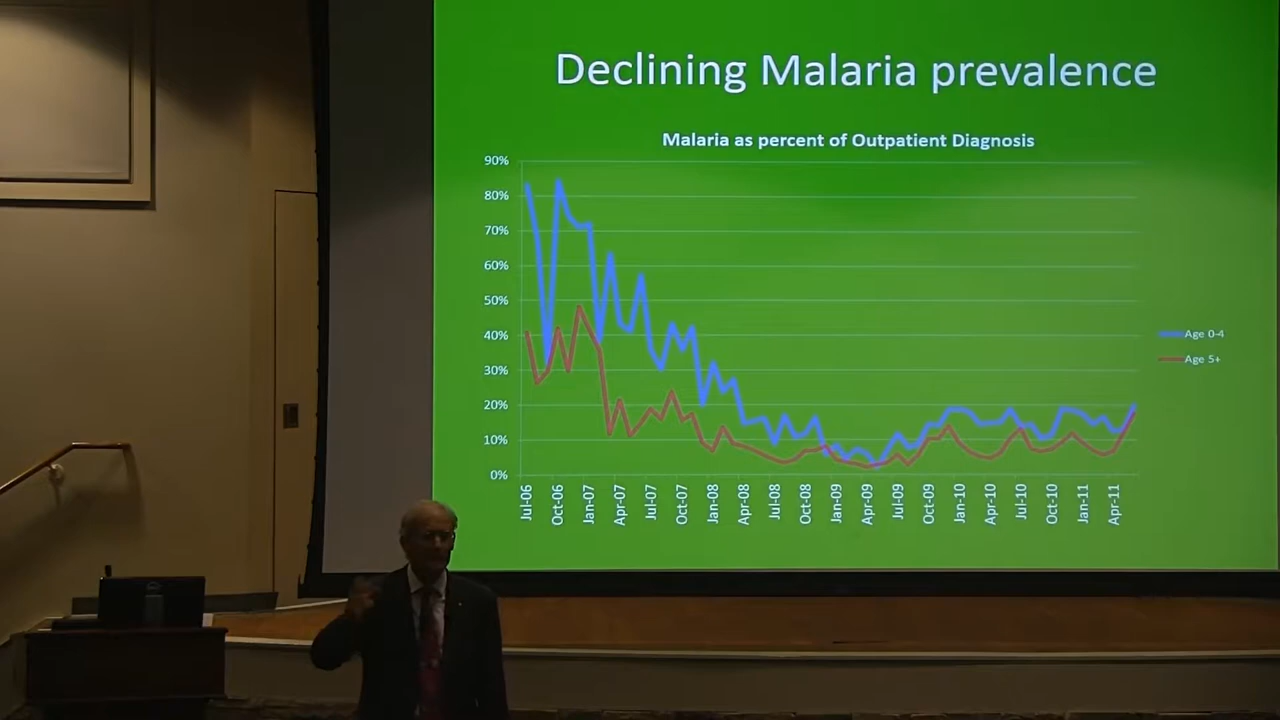 Declining Malaria prevalence
Malaria as percent of Outpatient Diagnosis
90%
80%
70%
60%
50%
40%
30%
20%
10%
0%
Jul-06
Oct-06
Jan-07
Apr-07
Jul-07
Oct-07
Jan-08
Apr-08
Jul-08
Oct-08
Jan-09
Apr-09
Jul-09
Oct-09
Jan-10
Apr-10
Jul-10
Oct-10
Jan-11
Apr-11
Age 0-4
Age 5+